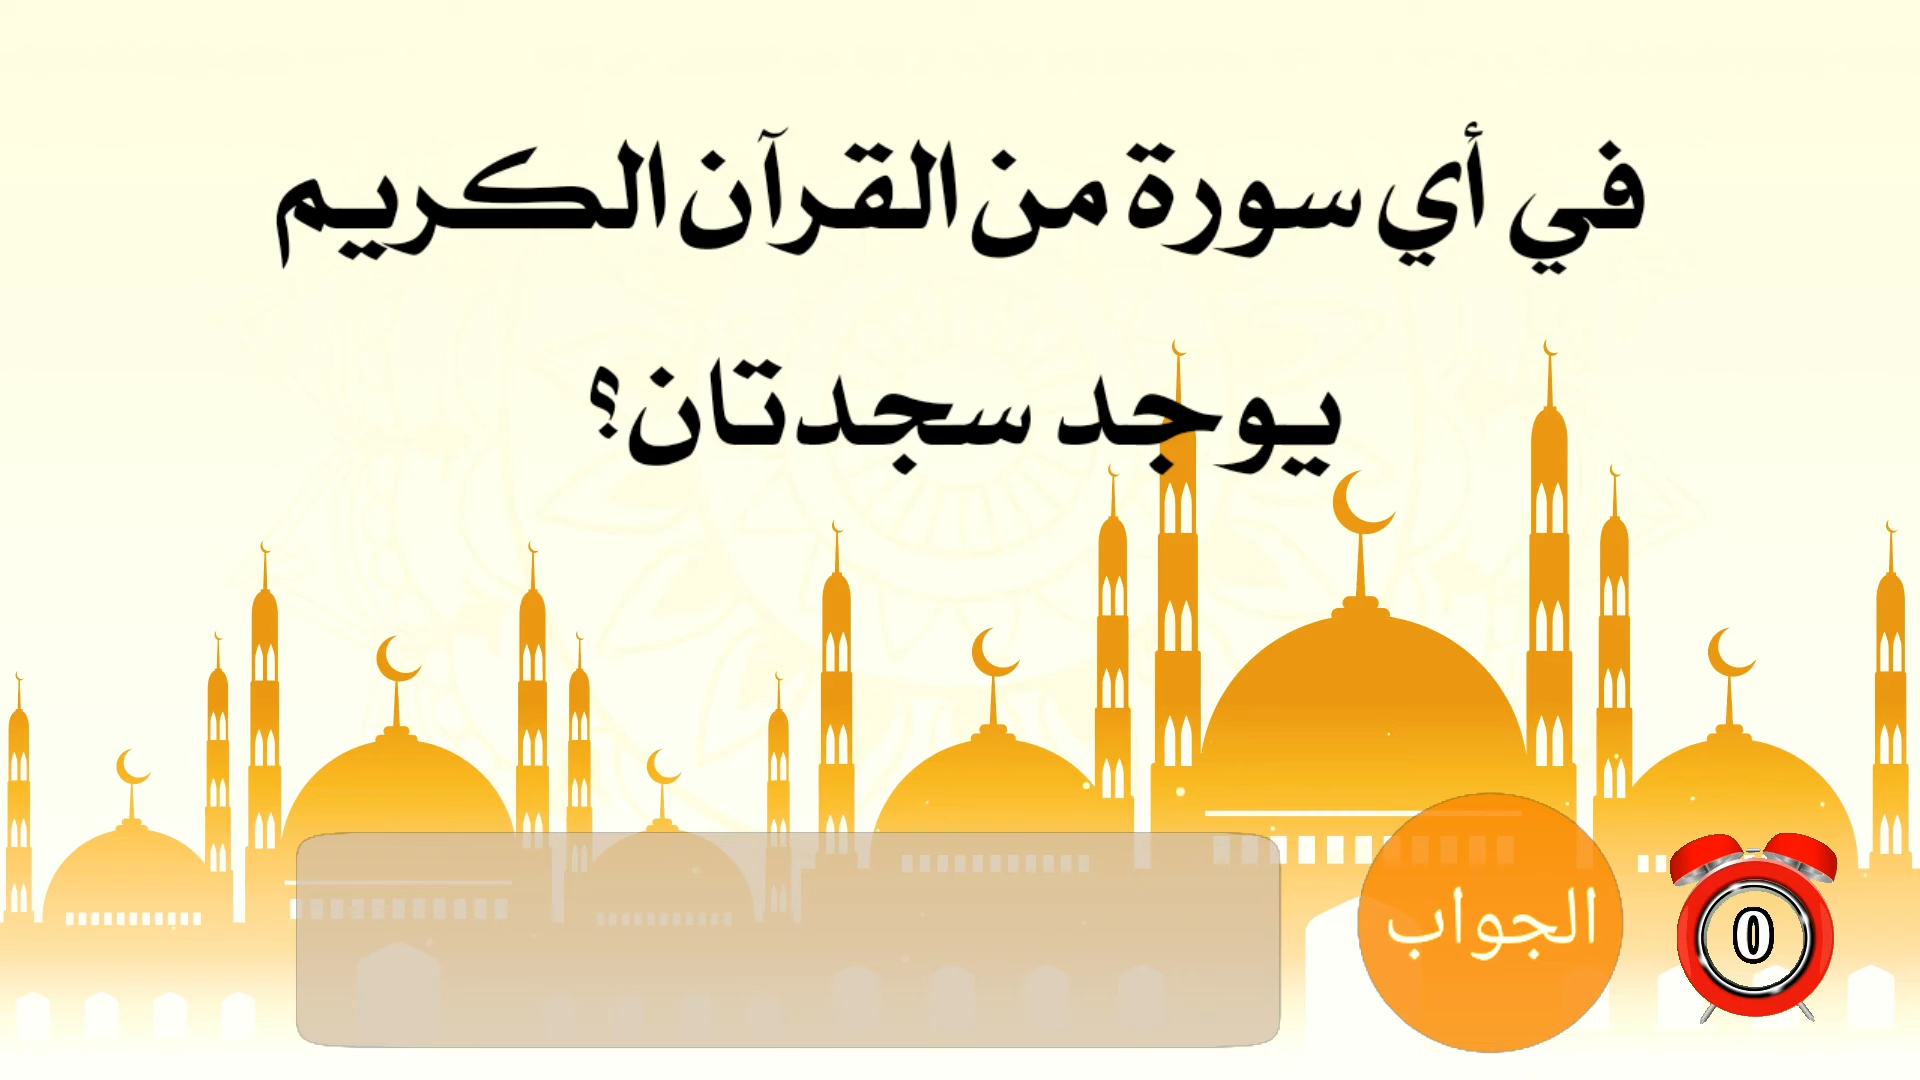 في أي سورة من القرآن الكريم
يوجد سجدتان؟
الجواب
0